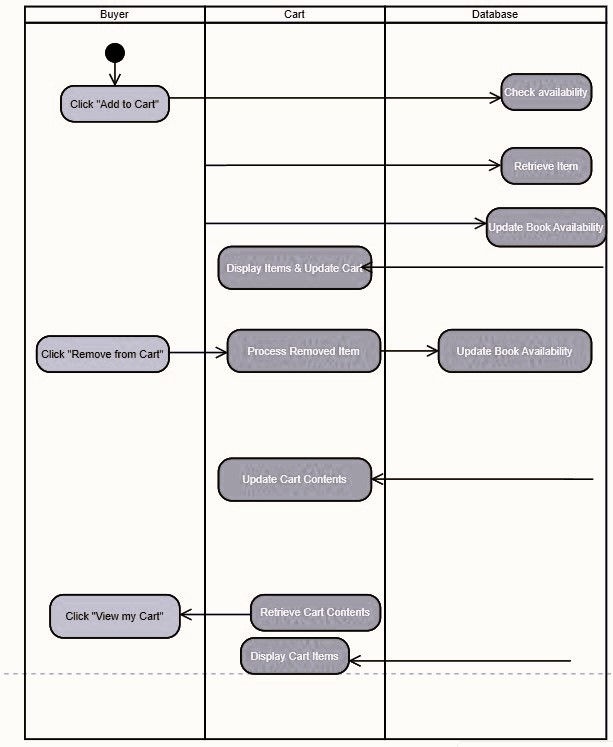 Buyer
Cart
Database
Click "Add to Cart"
Check availability
Retrieve Item
Update Book Availability
Display Items & Update Cart
Click "Remove from Cart"
Process Removed Item
Update Book Availability
Update Cart Contents
Click "View my Cart"
Retrieve Cart Contents
Display Cart Items